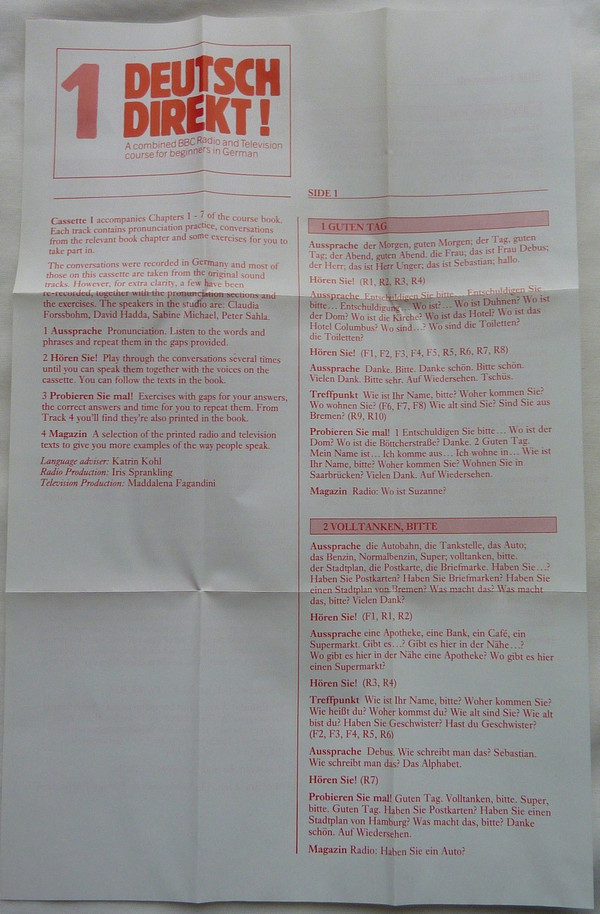 1 DEUTSCH
DIREKT!
A combined BBC Radio and Television
course for beginners in German
Cassette 1 accompanies Chapters 1 - 7 of the course book.
Each track contains pronunciation practice, conversations
from the relevant book chapter and some exercises for you to
take part in.
The conversations were recorded in Germany and most of
those on this cassette are taken from the original sound
tracks. However, for extra clarity, a few have been
re-recorded, together with the pronunciation sections and
the exercises. The speakers in the studio are: Claudia
Forssbohm, David Hadda, Sabine Michael, Peter Sahla.
1 Aussprache Pronunciation. Listen to the words and
phrases and repeat them in the gaps provided.
2 Hören Sie! Play through the conversations several times
until you can speak them together with the voices on the
cassette. You can follow the texts in the book.
3 Probieren Sie mal! Exercises with gaps for your answers,
the correct answers and time for you to repeat them. From
Track 4 you'll find they're also printed in the book.
4 Magazin A selection of the printed radio and television
texts to give you more examples of the way people speak.
Language adviser: Katrin Kohl
Radio Production: Iris Sprankling
Television Production: Maddalena Fagandini
SIDE 1
1 GUTEN TAG
Aussprache der Morgen, guten Morgen; der Tag, guten
Tag; der Abend, guten Abend. die Frau; das ist Frau Debus;
der Herr; das ist Herr Unger; das ist Sebastian; hallo.
Hören Sie! (R1, R2, R3, R4)
Aussprache Entschuldigen Sie bitte... Entschuldigen Sie
bitte... Entschuldigung... Wo ist?... Wo ist Duhnen? Wo ist
der Dom? Wo ist die Kirche? Wo ist das Hotel? Wo ist das
Hotel Columbus? Wo sind...? Wo sind die Toiletten?
die Toiletten?
Hören Sie! (F1, F2, F3, F4, F5, R5, R6, R7, R8)
Aussprache Danke. Bitte. Danke schön. Bitte schön.
Vielen Dank. Bitte sehr. Auf Wiedersehen. Tschüs.
Treffpunkt Wie ist Ihr Name, bitte? Woher kommen Sie?
Wo wohnen Sie? (F6, F7, F8) Wie alt sind Sie? Sind Sie aus
Bremen? (R9, R10)
Probieren Sie mal! 1 Entschuldigen Sie bitte... Wo ist der
Dom? Wo ist die Böttcherstraße? Danke. 2 Guten Tag.
Mein Name ist... Ich komme aus... Ich wohne in... Wie ist
Ihr Name, bitte? Woher kommen Sie? Wohnen Sie in
Saarbrücken? Vielen Dank. Auf Wiedersehen.
Magazin Radio: Wo ist Suzanne?
2 VOLLTANKEN, BITTE
Aussprache die Autobahn, die Tankstelle, das Auto;
das Benzin, Normalbenzin, Super; volltanken, bitte.
der Stadtplan, die Postkarte, die Briefmarke. Haben Sie...?
Haben Sie Postkarten? Haben Sie Briefmarken? Haben Sie
einen Stadtplan von Bremen? Was macht das? Was macht
das, bitte? Vielen Dank?
Hören Sie! (F1, R1, R2)
Aussprache eine Apotheke, eine Bank, ein Café, ein
Supermarkt. Gibt es...? Gibt es hier in der Nähe...?
Wo gibt es hier in der Nähe eine Apotheke? Wo gibt es hier
einen Supermarkt?
Hören Sie! (R3, R4)
Treffpunkt Wie ist Ihr Name, bitte? Woher kommen Sie?
Wie heißt du? Woher kommst du? Wie alt sind Sie? Wie alt
bist du? Haben Sie Geschwister? Hast du Geschwister?
(F2, F3, F4, R5, R6)
Aussprache Debus. Wie schreibt man das? Sebastian.
Wie schreibt man das? Das Alphabet.
Hören Sie! (R7)
Probieren Sie mal! Guten Tag. Volltanken, bitte. Super,
bitte. Guten Tag. Haben Sie Postkarten? Haben Sie einen
Stadtplan von Hamburg? Was macht das, bitte? Danke
schön. Auf Wiedersehen.
Magazin Radio: Haben Sie ein Auto?